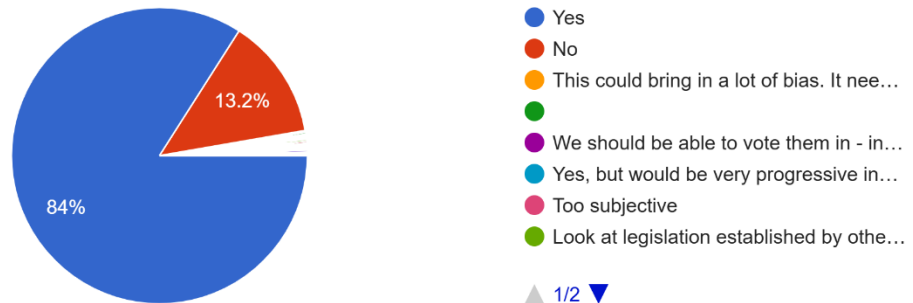 Yes
No
13.2%
This could bring in a lot of bias. It nee…
We should be able to vote them in - in…
Yes, but would be very progressive in…
84%
Too subjective
Look at legislation established by othe…
1/2